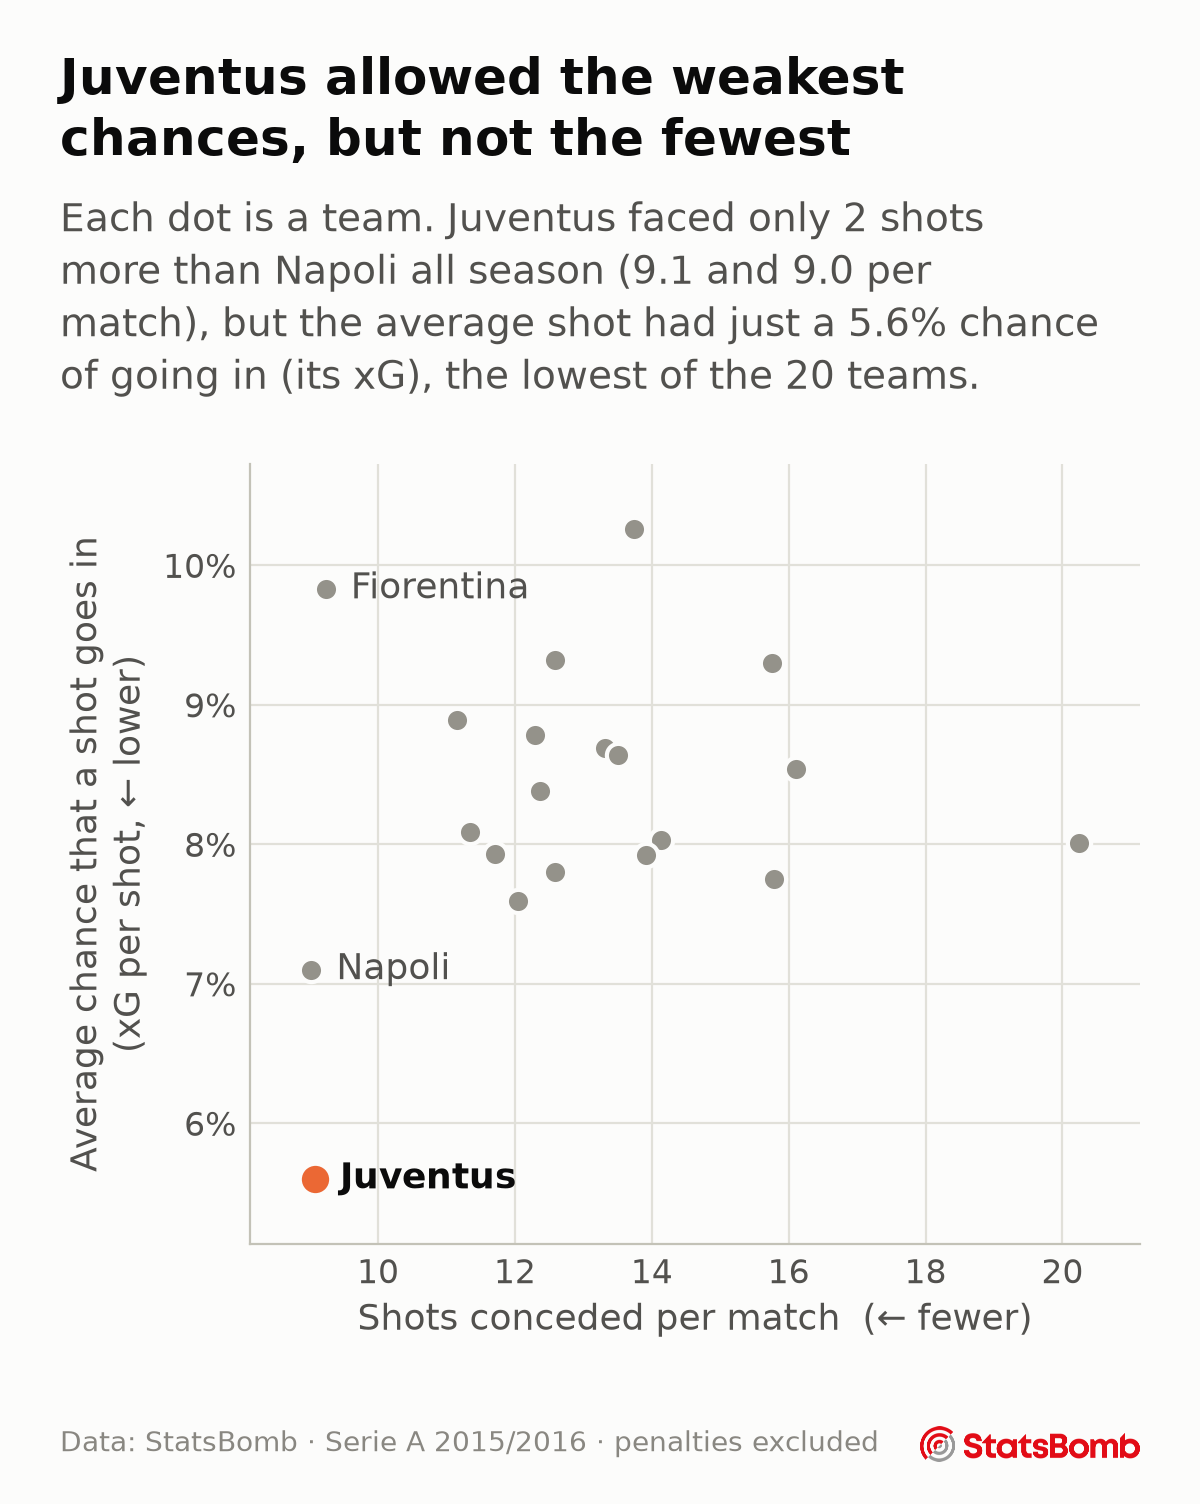 Juventus allowed the weakest
chances, but not the fewest
Each dot is a team. Juventus faced only 2 shots
more than Napoli all season (9.1 and 9.0 per
match), but the average shot had just a 5.6% chance
of going in (its xG), the lowest of the 20 teams.
Average chance that a shot goes in
(xG per shot, ← lower)
10%
9%
8%
7%
6%
Fiorentina
Napoli
Juventus
10 12 14 16 18 20
Shots conceded per match (← fewer)
Data: StatsBomb · Serie A 2015/2016 · penalties excluded
StatsBomb